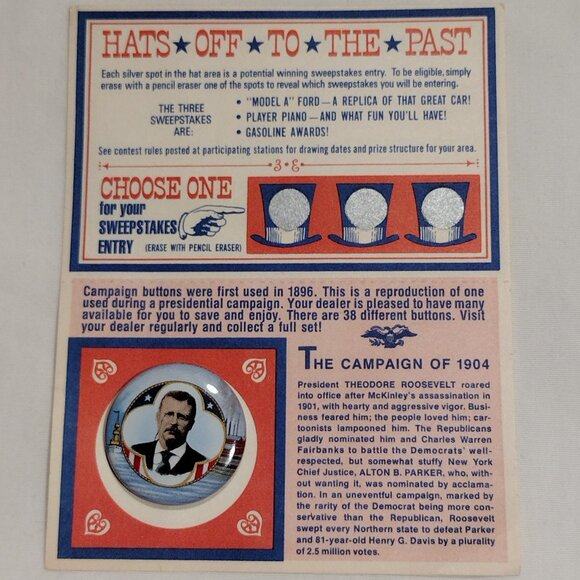 HATS★OFF★TO★THE★PAST
Each silver spot in the hat area is a potential winning sweepstakes entry. To be eligible, simply
erase with a pencil eraser one of the spots to reveal which sweepstakes you will be entering.
THE THREE
SWEEPSTAKES
ARE:
• "MODEL A" FORD — A REPLICA OF THAT GREAT CAR!
• PLAYER PIANO — AND WHAT FUN YOU'LL HAVE!
• GASOLINE AWARDS!
See contest rules posted at participating stations for drawing dates and prize structure for your area.
CHOOSE ONE
for your
SWEEPSTAKES
ENTRY (ERASE WITH PENCIL ERASER)
Campaign buttons were first used in 1896. This is a reproduction of one
used during a presidential campaign. Your dealer is pleased to have many
available for you to save and enjoy. There are 38 different buttons. Visit
your dealer regularly and collect a full set!
THE CAMPAIGN OF 1904
President THEODORE ROOSEVELT roared
into office after McKinley's assassination in
1901, with hearty and aggressive vigor. Busi-
ness feared him; the people loved him; car-
toonists lampooned him. The Republicans
gladly nominated him and Charles Warren
Fairbanks to battle the Democrats' well-
respected, but somewhat stuffy New York
Chief Justice, ALTON B. PARKER, who, with-
out wanting it, was nominated by acclama-
tion. In an uneventful campaign, marked by
the rarity of the Democrat being more con-
servative than the Republican, Roosevelt
swept every Northern state to defeat Parker
and 81-year-old Henry G. Davis by a plurality
of 2.5 million votes.